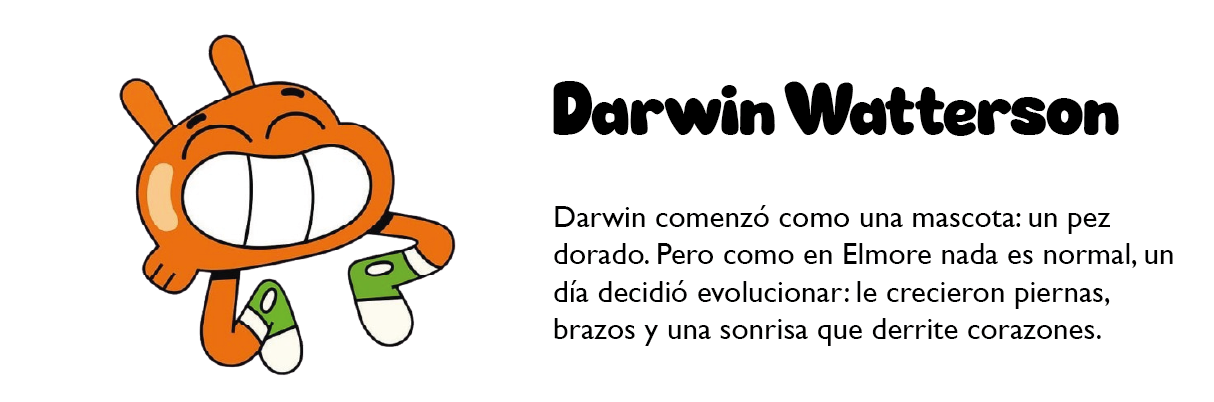 Darwin Watterson
Darwin comenzó como una mascota: un pez
dorado. Pero como en Elmore nada es normal, un
día decidió evolucionar: le crecieron piernas,
brazos y una sonrisa que derrite corazones.